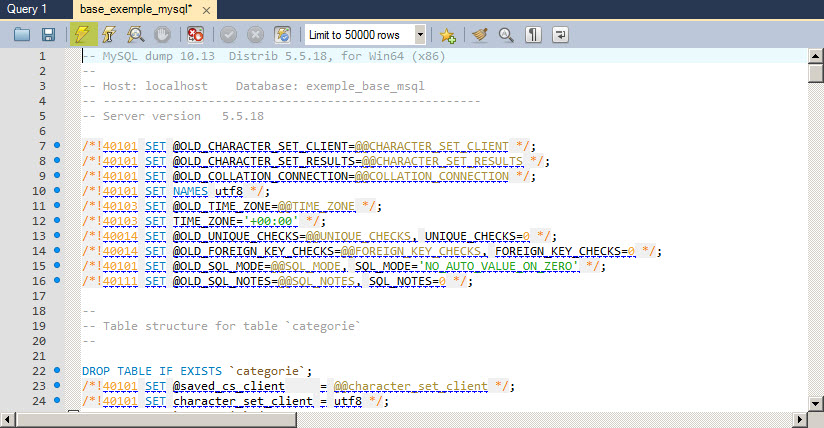 Query 1 base_exemple_mysql* ×
Limit to 50000 rows
1 -- MySQL dump 10.13  Distrib 5.5.18, for Win64 (x86)
2 --
3 -- Host: localhost    Database: exemple_base_msql
4 -- ------------------------------------------------------
5 -- Server version   5.5.18
6
7 /*!40101 SET @OLD_CHARACTER_SET_CLIENT=@@CHARACTER_SET_CLIENT */;
8 /*!40101 SET @OLD_CHARACTER_SET_RESULTS=@@CHARACTER_SET_RESULTS */;
9 /*!40101 SET @OLD_COLLATION_CONNECTION=@@COLLATION_CONNECTION */;
10 /*!40101 SET NAMES utf8 */;
11 /*!40103 SET @OLD_TIME_ZONE=@@TIME_ZONE */;
12 /*!40103 SET TIME_ZONE='+00:00' */;
13 /*!40014 SET @OLD_UNIQUE_CHECKS=@@UNIQUE_CHECKS, UNIQUE_CHECKS=0 */;
14 /*!40014 SET @OLD_FOREIGN_KEY_CHECKS=@@FOREIGN_KEY_CHECKS, FOREIGN_KEY_CHECKS=0 */;
15 /*!40101 SET @OLD_SQL_MODE=@@SQL_MODE, SQL_MODE='NO_AUTO_VALUE_ON_ZERO' */;
16 /*!40111 SET @OLD_SQL_NOTES=@@SQL_NOTES, SQL_NOTES=0 */;
17
18 --
19 -- Table structure for table `categorie`
20 --
21
22 DROP TABLE IF EXISTS `categorie`;
23 /*!40101 SET @saved_cs_client     = @@character_set_client */;
24 /*!40101 SET character_set_client = utf8 */;